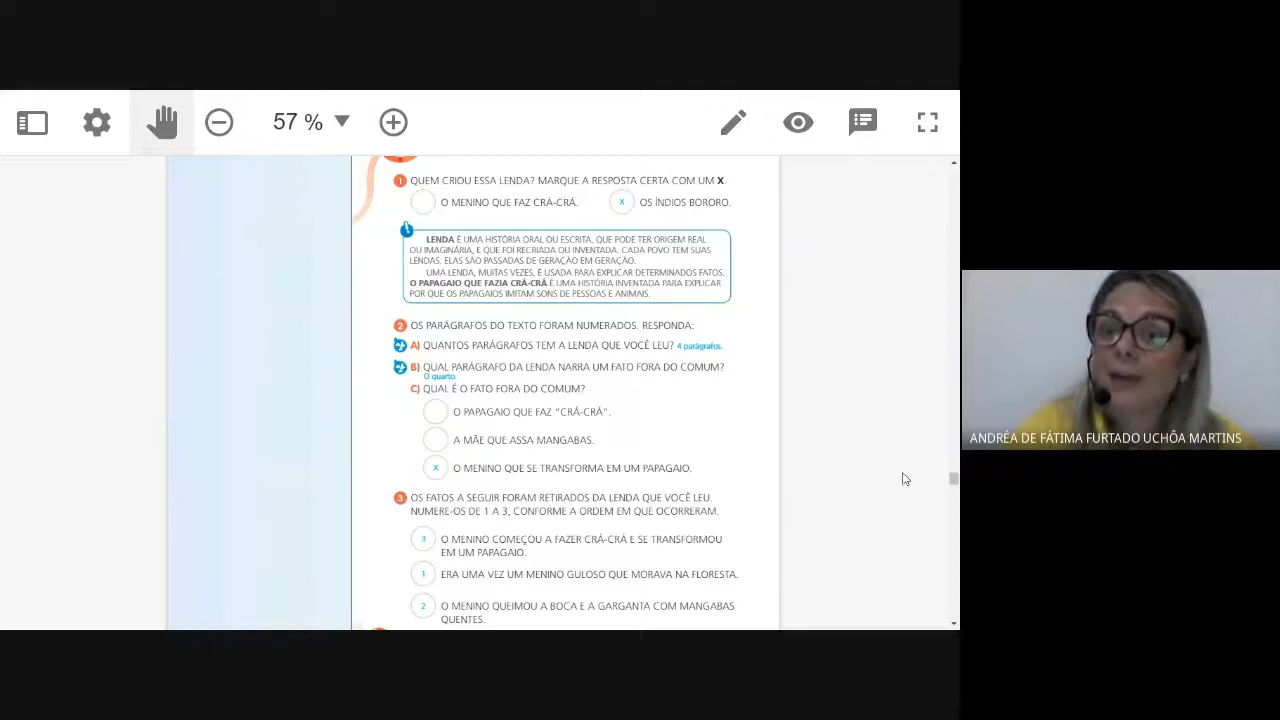 57 %
1 QUEM CRIOU ESSA LENDA? MARQUE A RESPOSTA CERTA COM UM X.
O MENINO QUE FAZ CRÁ-CRÁ. X OS ÍNDIOS BORORO.
LENDA É UMA HISTÓRIA ORAL OU ESCRITA, QUE PODE TER ORIGEM REAL
OU IMAGINÁRIA, E QUE FOI RECRIADA OU INVENTADA. CADA POVO TEM SUAS
LENDAS. ELAS SÃO PASSADAS DE GERAÇÃO EM GERAÇÃO.
UMA LENDA, MUITAS VEZES, É USADA PARA EXPLICAR DETERMINADOS FATOS.
O PAPAGAIO QUE FAZIA CRÁ-CRÁ É UMA HISTÓRIA INVENTADA PARA EXPLICAR
POR QUE OS PAPAGAIOS IMITAM SONS DE PESSOAS E ANIMAIS.
2 OS PARÁGRAFOS DO TEXTO FORAM NUMERADOS. RESPONDA:
A) QUANTOS PARÁGRAFOS TEM A LENDA QUE VOCÊ LEU? 4 parágrafos.
B) QUAL PARÁGRAFO DA LENDA NARRA UM FATO FORA DO COMUM?
O quarto.
C) QUAL É O FATO FORA DO COMUM?
O PAPAGAIO QUE FAZ "CRÁ-CRÁ".
A MÃE QUE ASSA MANGABAS.
X O MENINO QUE SE TRANSFORMA EM UM PAPAGAIO.
3 OS FATOS A SEGUIR FORAM RETIRADOS DA LENDA QUE VOCÊ LEU.
NUMERE-OS DE 1 A 3, CONFORME A ORDEM EM QUE OCORRERAM.
3 O MENINO COMEÇOU A FAZER CRÁ-CRÁ E SE TRANSFORMOU
EM UM PAPAGAIO.
1 ERA UMA VEZ UM MENINO GULOSO QUE MORAVA NA FLORESTA.
2 O MENINO QUEIMOU A BOCA E A GARGANTA COM MANGABAS
QUENTES.
ANDRÉA DE FÁTIMA FURTADO UCHÔA MARTINS